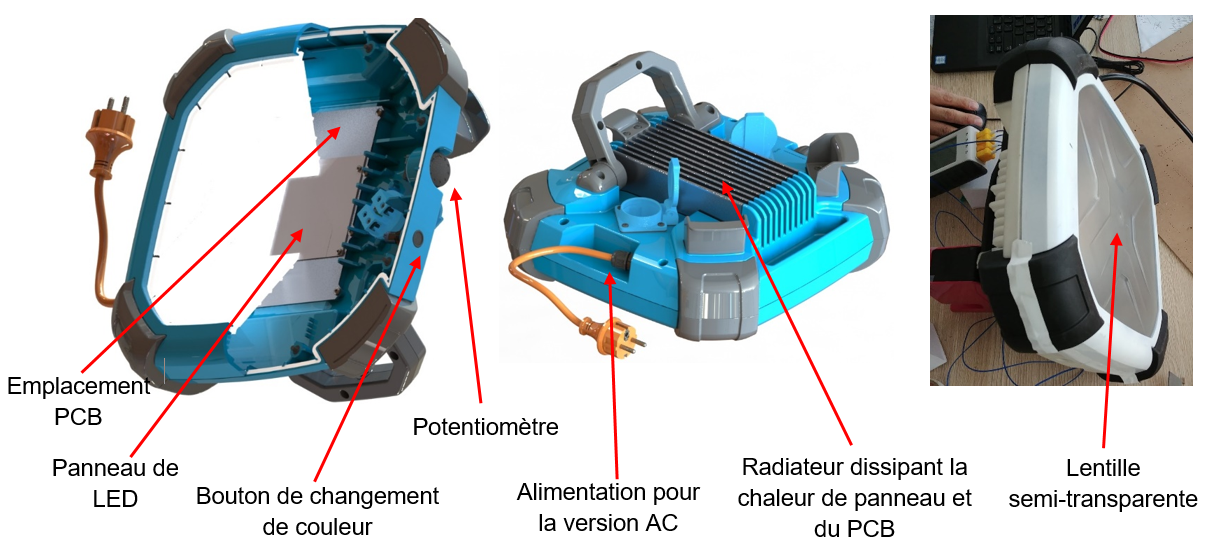 Emplacement
PCB
Panneau de
LED
Bouton de changement
de couleur
Potentiomètre
Alimentation pour
la version AC
Radiateur dissipant la
chaleur de panneau et
du PCB
Lentille
semi-transparente